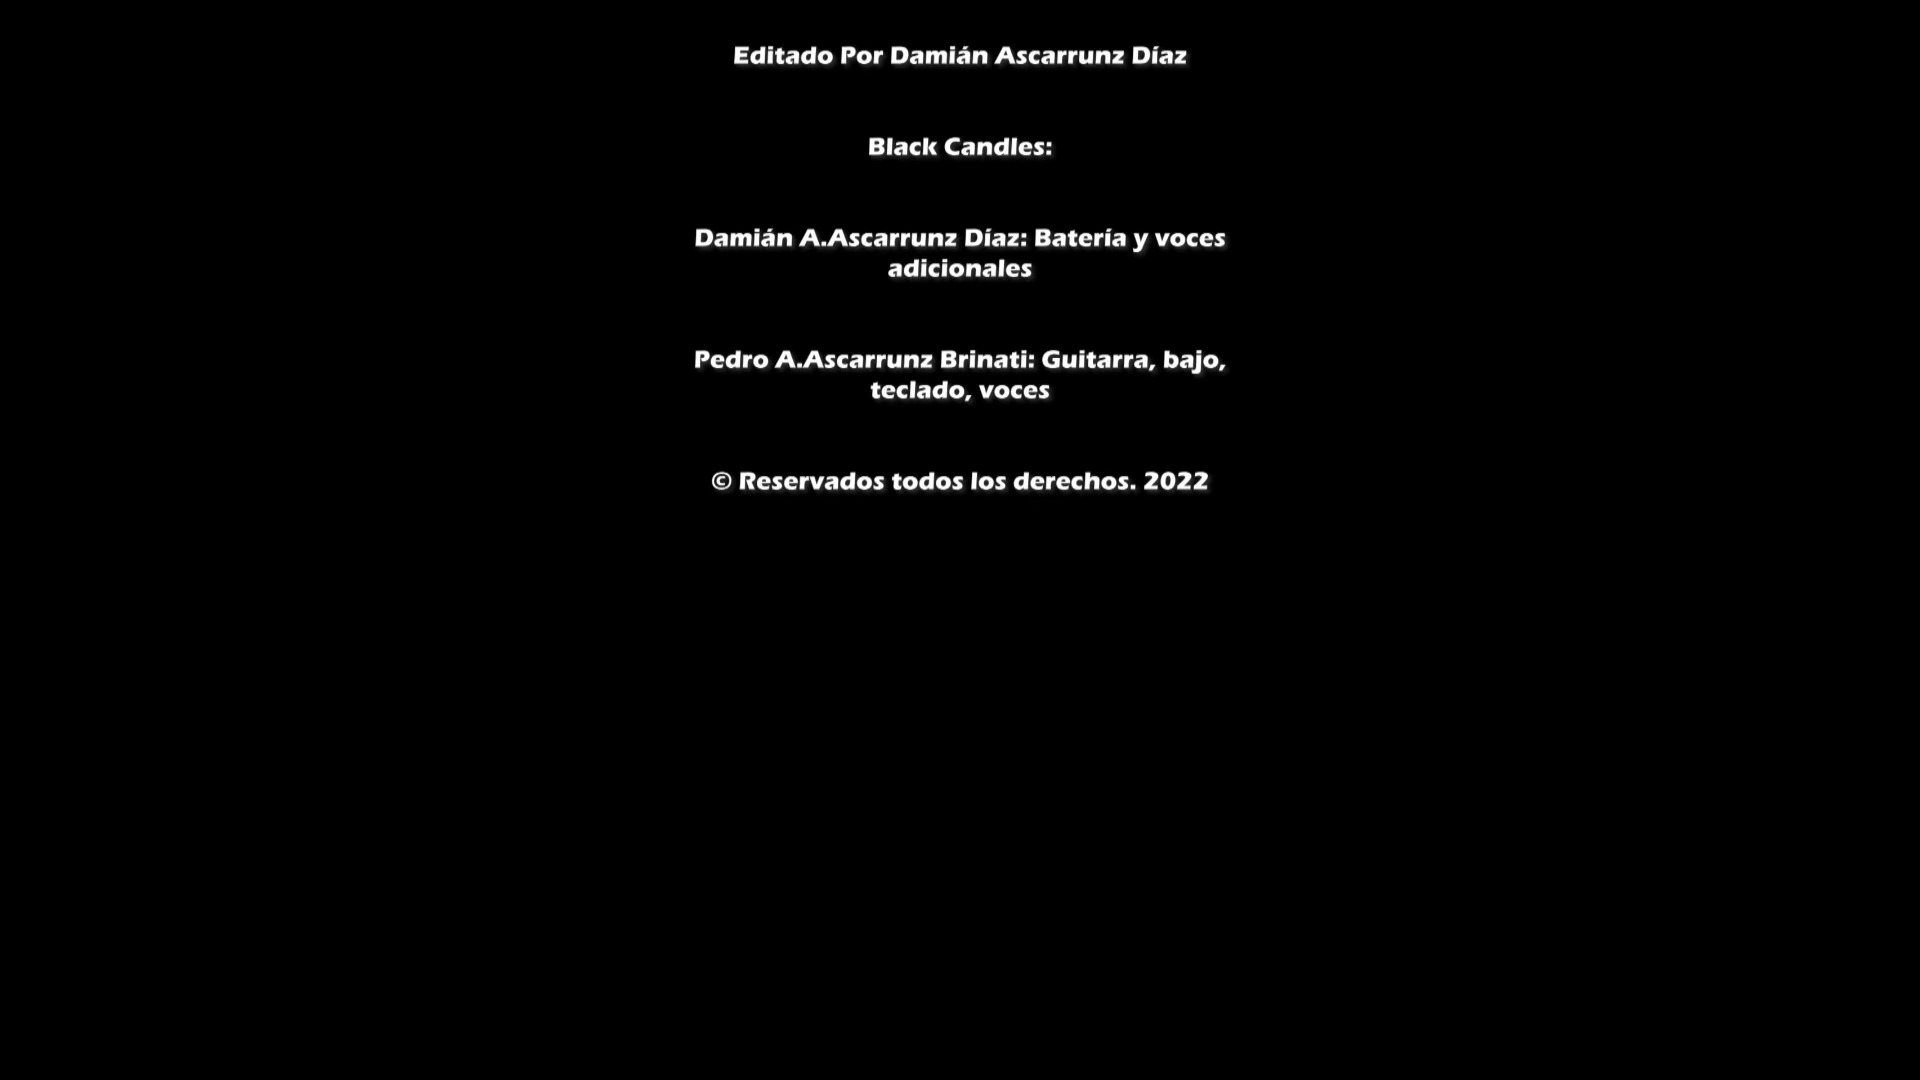 Editado Por Damián Ascarrunz Díaz
Black Candles:
Damián A.Ascarrunz Díaz: Batería y voces
adicionales
Pedro A.Ascarrunz Brinati: Guitarra, bajo,
teclado, voces
© Reservados todos los derechos. 2022